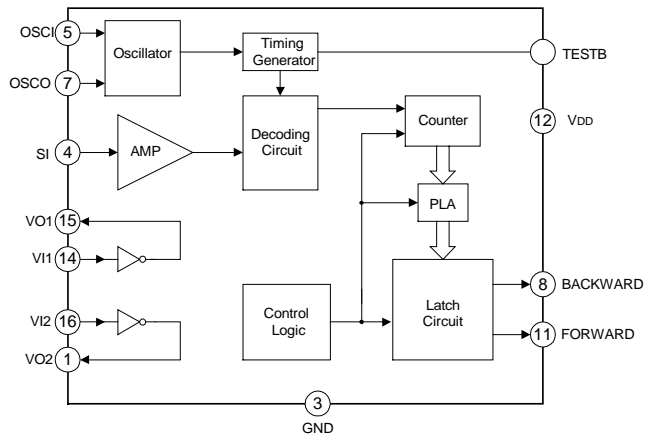 OSCI 5
OSCO 7
Oscillator
Timing
Generator
TESTB
SI 4
AMP
Decoding
Circuit
Counter
12 VDD
PLA
VO1 15
VI1 14
VI2 16
VO2 1
Control
Logic
Latch
Circuit
8 BACKWARD
11 FORWARD
3
GND